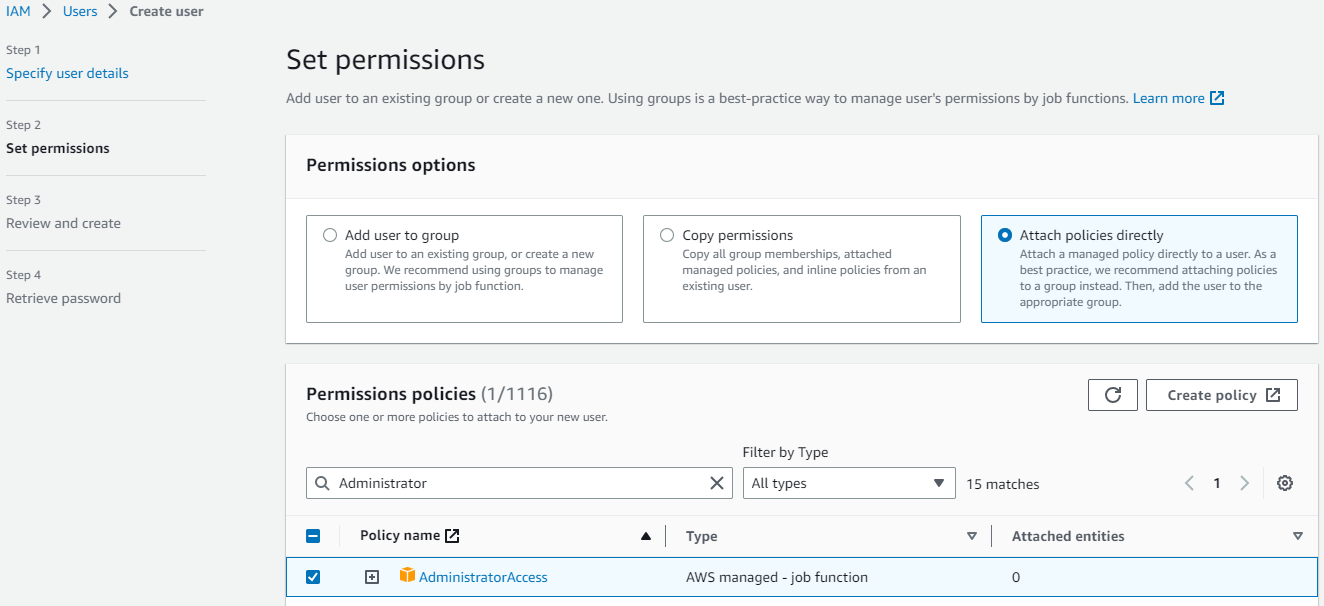 IAM > Users > Create user
Step 1
Specify user details
Step 2
Set permissions
Step 3
Review and create
Step 4
Retrieve password
Set permissions
Add user to an existing group or create a new one. Using groups is a best-practice way to manage user's permissions by job functions. Learn more
Permissions options
Add user to group
Add user to an existing group, or create a new
group. We recommend using groups to manage
user permissions by job function.
Copy permissions
Copy all group memberships, attached
managed policies, and inline policies from an
existing user.
Attach policies directly
Attach a managed policy directly to a user. As a
best practice, we recommend attaching policies
to a group instead. Then, add the user to the
appropriate group.
Permissions policies (1/1116)
Choose one or more policies to attach to your new user.
Create policy
Filter by Type
Administrator
All types
15 matches
1
Policy name
Type
Attached entities
AdministratorAccess
AWS managed - job function
0